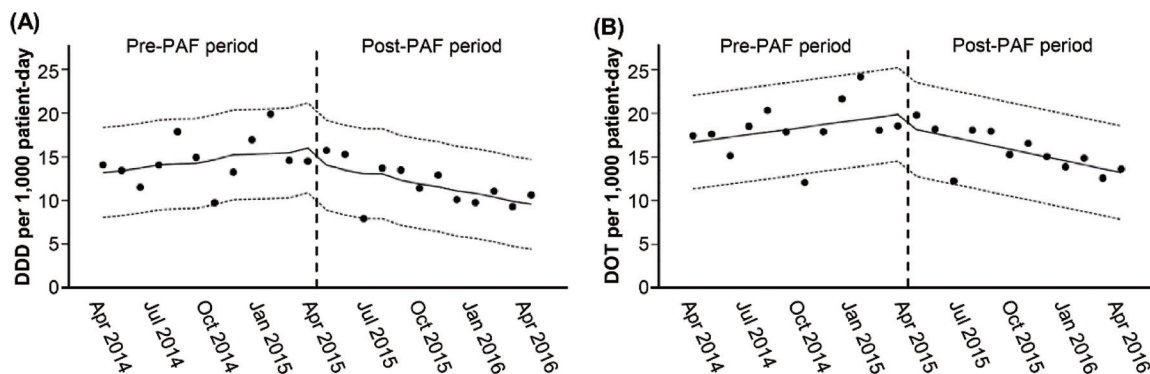 (A)
Pre-PAF period
Post-PAF period
DDD per 1,000 patient-day
25
20
15
10
5
0
Apr 2014
Jul 2014
Oct 2014
Jan 2015
Apr 2015
Jul 2015
Oct 2015
Jan 2016
Apr 2016
(B)
Pre-PAF period
Post-PAF period
DOT per 1,000 patient-day
25
20
15
10
5
0
Apr 2014
Jul 2014
Oct 2014
Jan 2015
Apr 2015
Jul 2015
Oct 2015
Jan 2016
Apr 2016